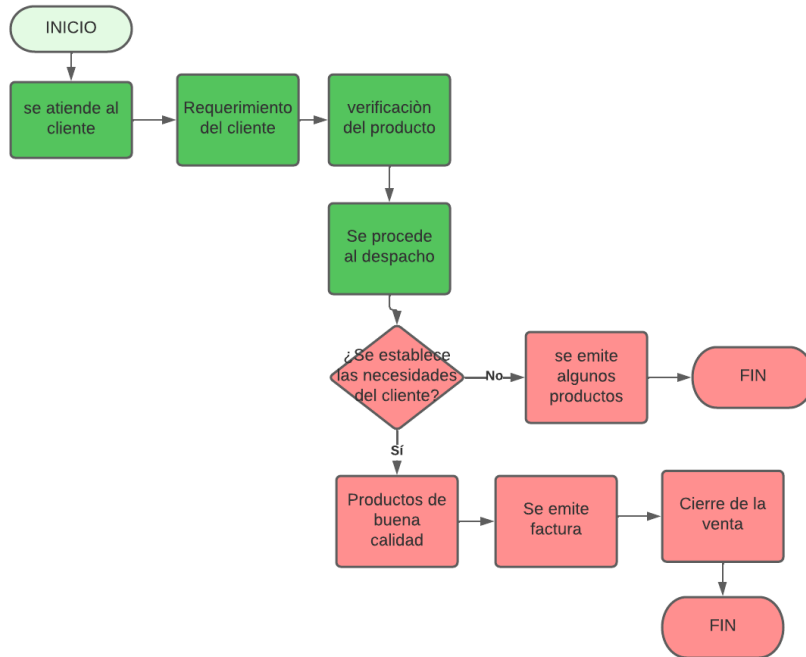 INICIO
se atiende al
cliente
Requerimiento
del cliente
verificaciòn
del producto
Se procede
al despacho
¿Se establece
las necesidades
del cliente?
No
se emite
algunos
productos
FIN
Sí
Productos de
buena
calidad
Se emite
factura
Cierre de la
venta
FIN